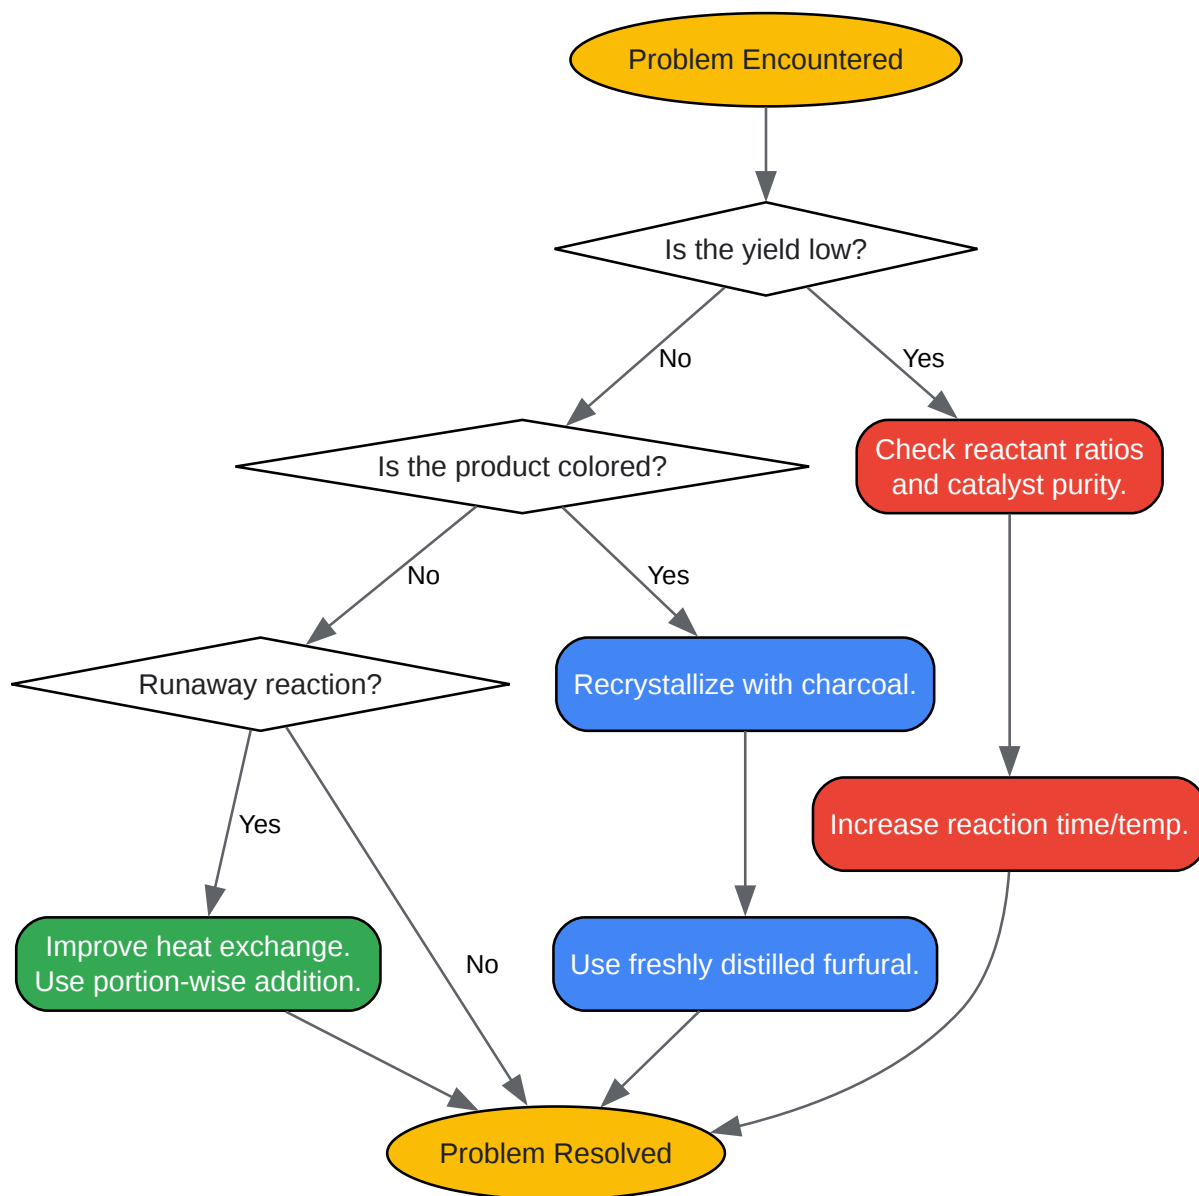 Problem Encountered
Is the yield low?
No
Yes
Is the product colored?
Check reactant ratios
and catalyst purity.
No
Yes
Runaway reaction?
Recrystallize with charcoal.
Yes
Increase reaction time/temp.
Improve heat exchange.
Use portion-wise addition.
No
Use freshly distilled furfural.
Problem Resolved